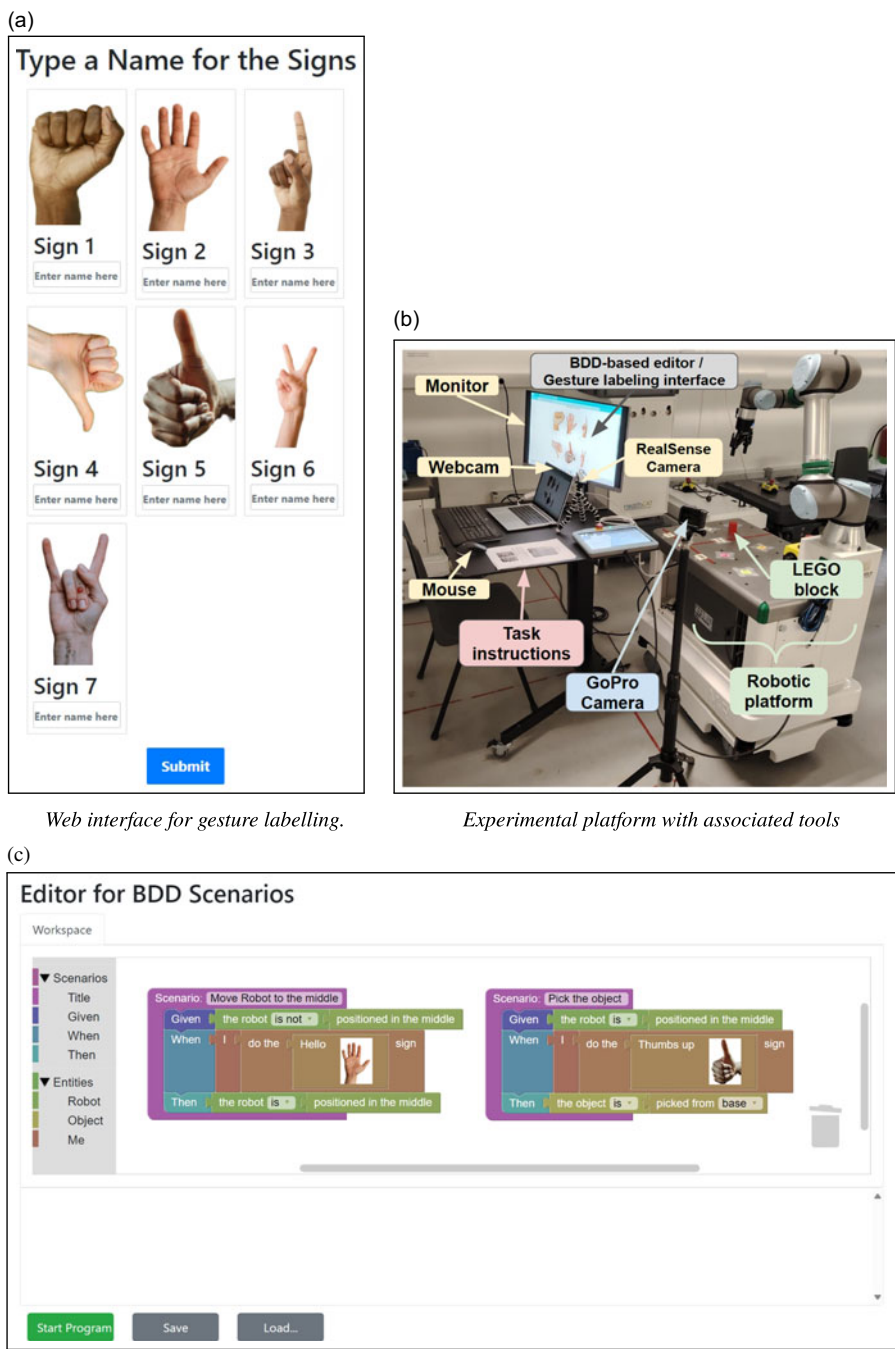 (a)
Type a Name for the Signs
Sign 1
Enter name here
Sign 2
Enter name here
Sign 3
Enter name here
Sign 4
Enter name here
Sign 5
Enter name here
Sign 6
Enter name here
Sign 7
Enter name here
Submit
Web interface for gesture labelling.
(b)
BDD-based editor /
Gesture labeling interface
Monitor
RealSense
Camera
Webcam
Mouse
LEGO
block
Task
instructions
GoPro
Camera
Robotic
platform
Experimental platform with associated tools
(c)
Editor for BDD Scenarios
Workspace
Scenarios
Title
Given
When
Then
Entities
Robot
Object
Me
Scenario: Move Robot to the middle
Given the robot is not positioned in the middle
When I do the Hello sign
Then the robot is positioned in the middle
Scenario: Pick the object
Given the robot is positioned in the middle
When I do the Thumbs up sign
Then the object is picked from base
Start Program
Save
Load...